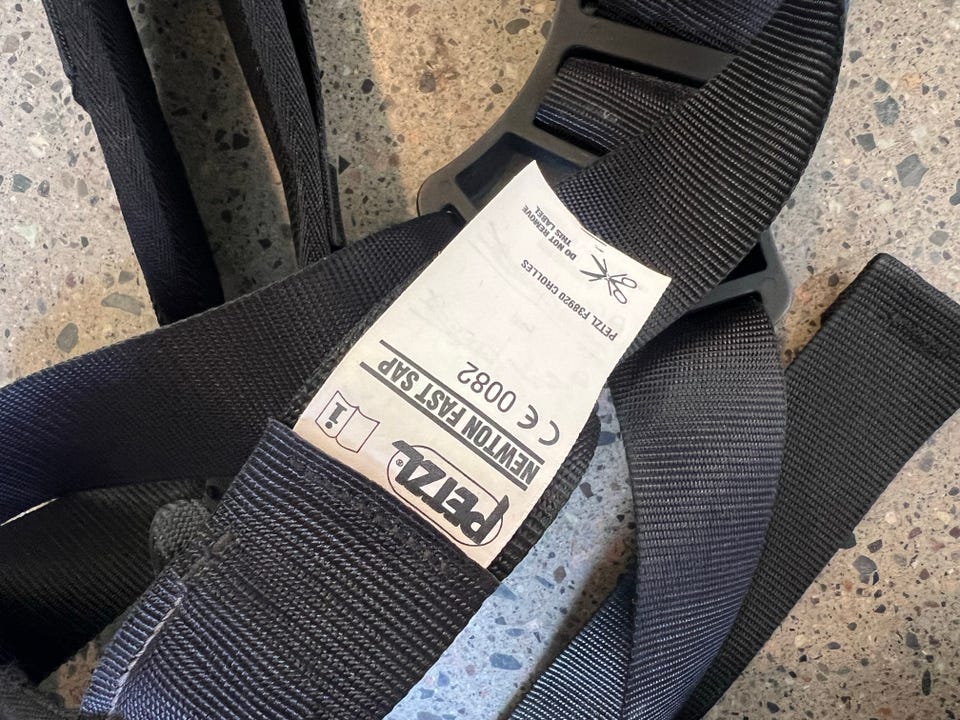 PETZL®
NEWTON FAST SAP
i
CE 0082
PETZL F38920 CROLLES
DO NOT REMOVE
THIS LABEL